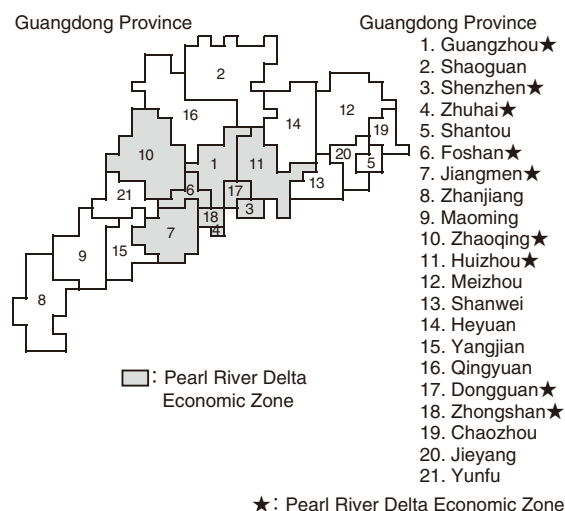 Guangdong Province
2
16
12
14
19
10
1
11
20
5
21
6
17
13
18
3
4
7
9
15
8
: Pearl River Delta
Economic Zone
Guangdong Province
1. Guangzhou★
2. Shaoguan
3. Shenzhen★
4. Zhuhai★
5. Shantou
6. Foshan★
7. Jiangmen★
8. Zhanjiang
9. Maoming
10. Zhaoqing★
11. Huizhou★
12. Meizhou
13. Shanwei
14. Heyuan
15. Yangjian
16. Qingyuan
17. Dongguan★
18. Zhongshan★
19. Chaozhou
20. Jieyang
21. Yunfu
★: Pearl River Delta Economic Zone